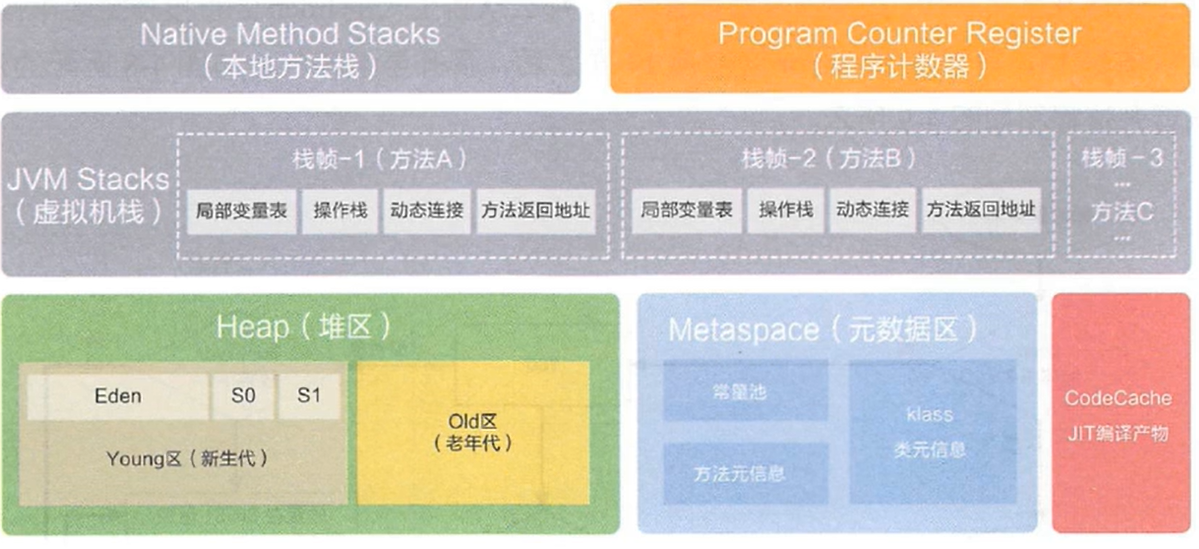 Native Method Stacks
（本地方法栈）
Program Counter Register
（程序计数器）
JVM Stacks
（虚拟机栈）
栈帧-1（方法A）
局部变量表
操作栈
动态连接
方法返回地址
栈帧-2（方法B）
局部变量表
操作栈
动态连接
方法返回地址
栈帧-3
...
方法C
...
Heap（堆区）
Eden
S0
S1
Young区（新生代）
Old区
（老年代）
Metaspace（元数据区）
常量池
方法元信息
klass
类元信息
CodeCache
JIT编译产物